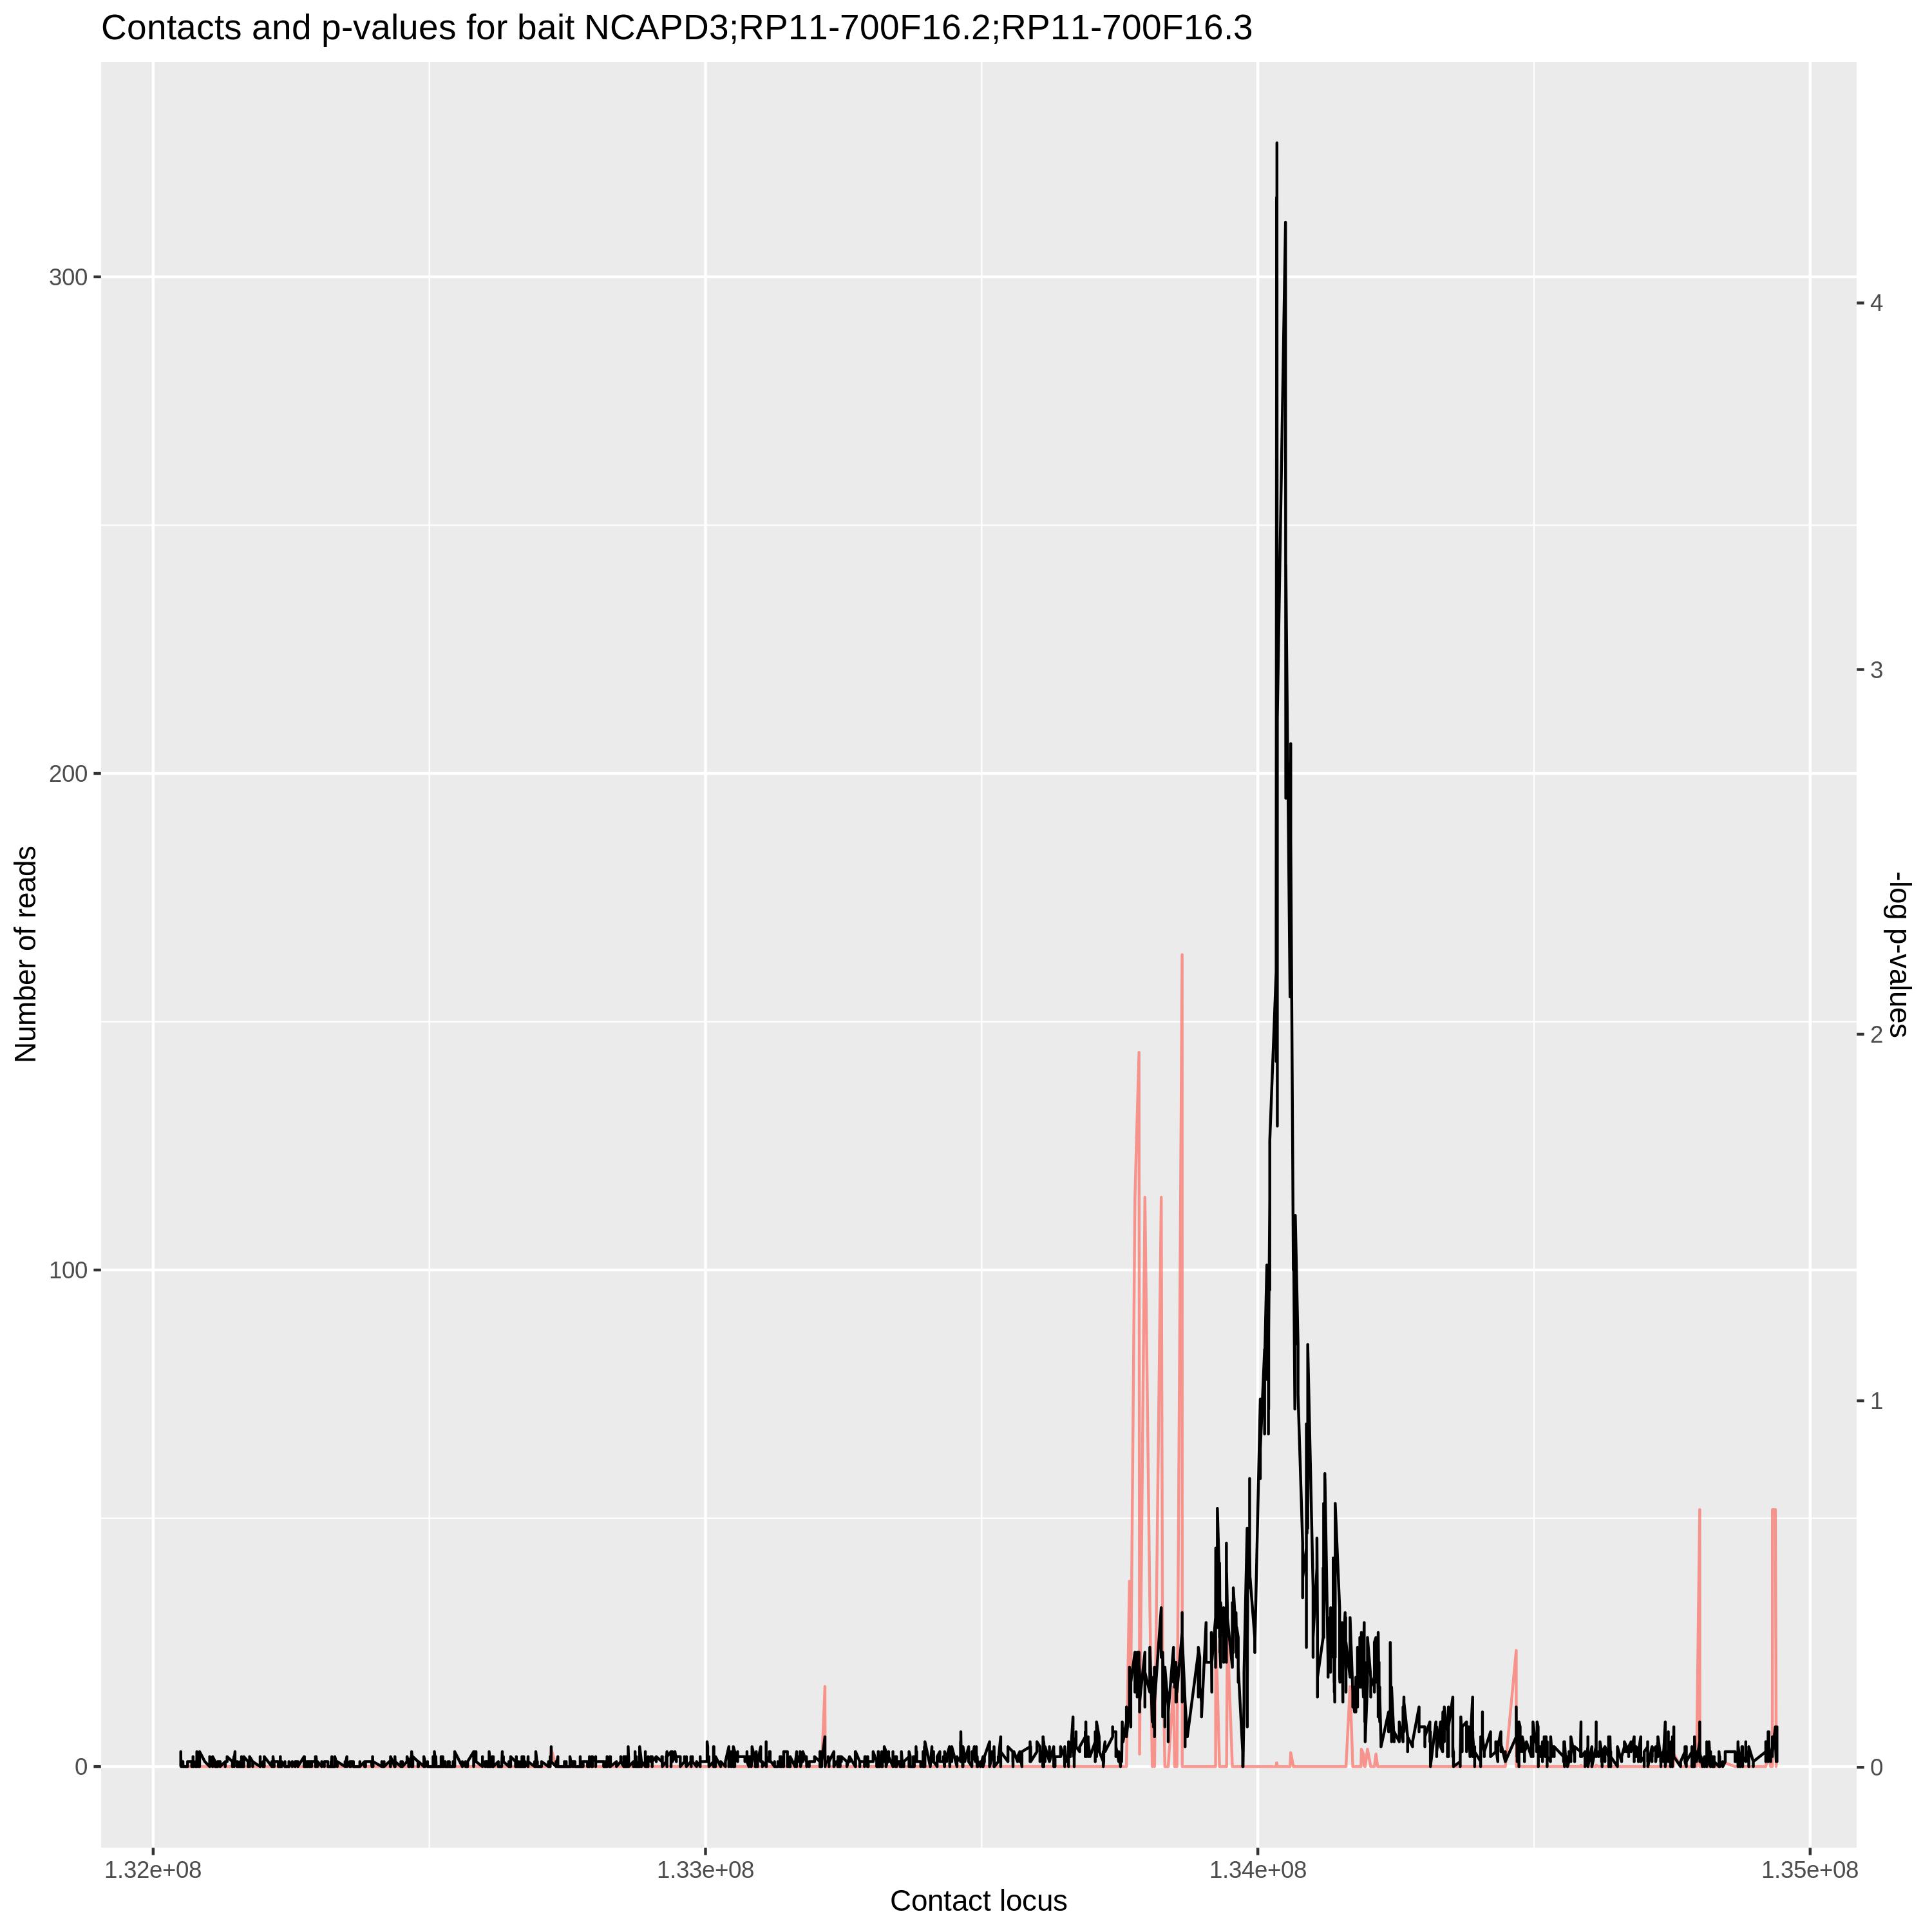 Contacts and p-values for bait NCAPD3;RP11-700F16.2;RP11-700F16.3
Number of reads
300
200
100
0
4
3
2
1
0
-log p-values
1.32e+08
1.33e+08
1.34e+08
1.35e+08
Contact locus